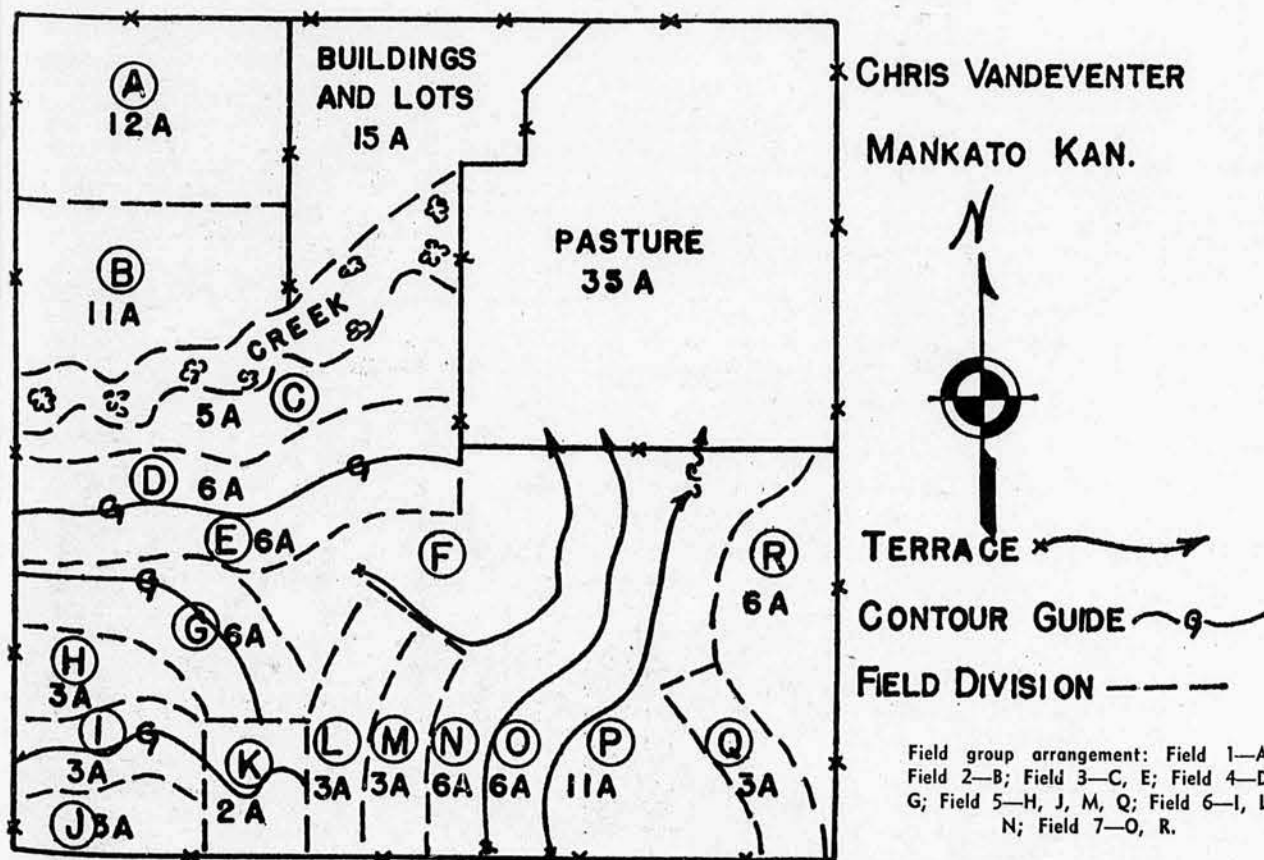 BUILDINGS
AND LOTS
15 A
A
12 A
B
11 A
CREEK
C
5 A
PASTURE
35 A
D
6 A
E 6 A
F
G 6 A
H
3 A
I
3 A
J 3 A
K
2 A
L
3 A
M
3 A
N
6 A
O
6 A
P
11 A
Q
3 A
R
6 A
G
G
G
G
CHRIS VANDEVENTER
MANKATO KAN.
N
TERRACE
CONTOUR GUIDE G
FIELD DIVISION
Field group arrangement: Field 1—A
Field 2—B; Field 3—C, E; Field 4—D
G; Field 5—H, J, M, Q; Field 6—I, L
N; Field 7—O, R.